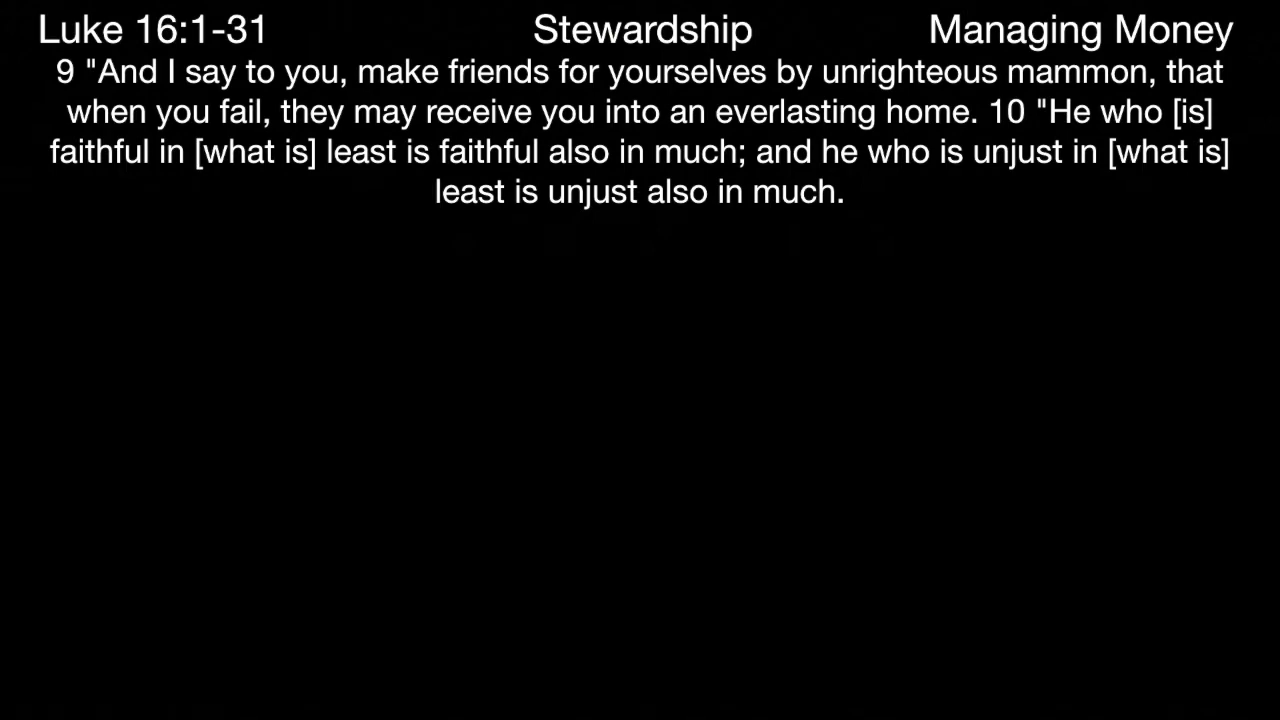 Luke 16:1-31 Stewardship Managing Money
9 "And I say to you, make friends for yourselves by unrighteous mammon, that
when you fail, they may receive you into an everlasting home. 10 "He who [is]
faithful in [what is] least is faithful also in much; and he who is unjust in [what is]
least is unjust also in much.